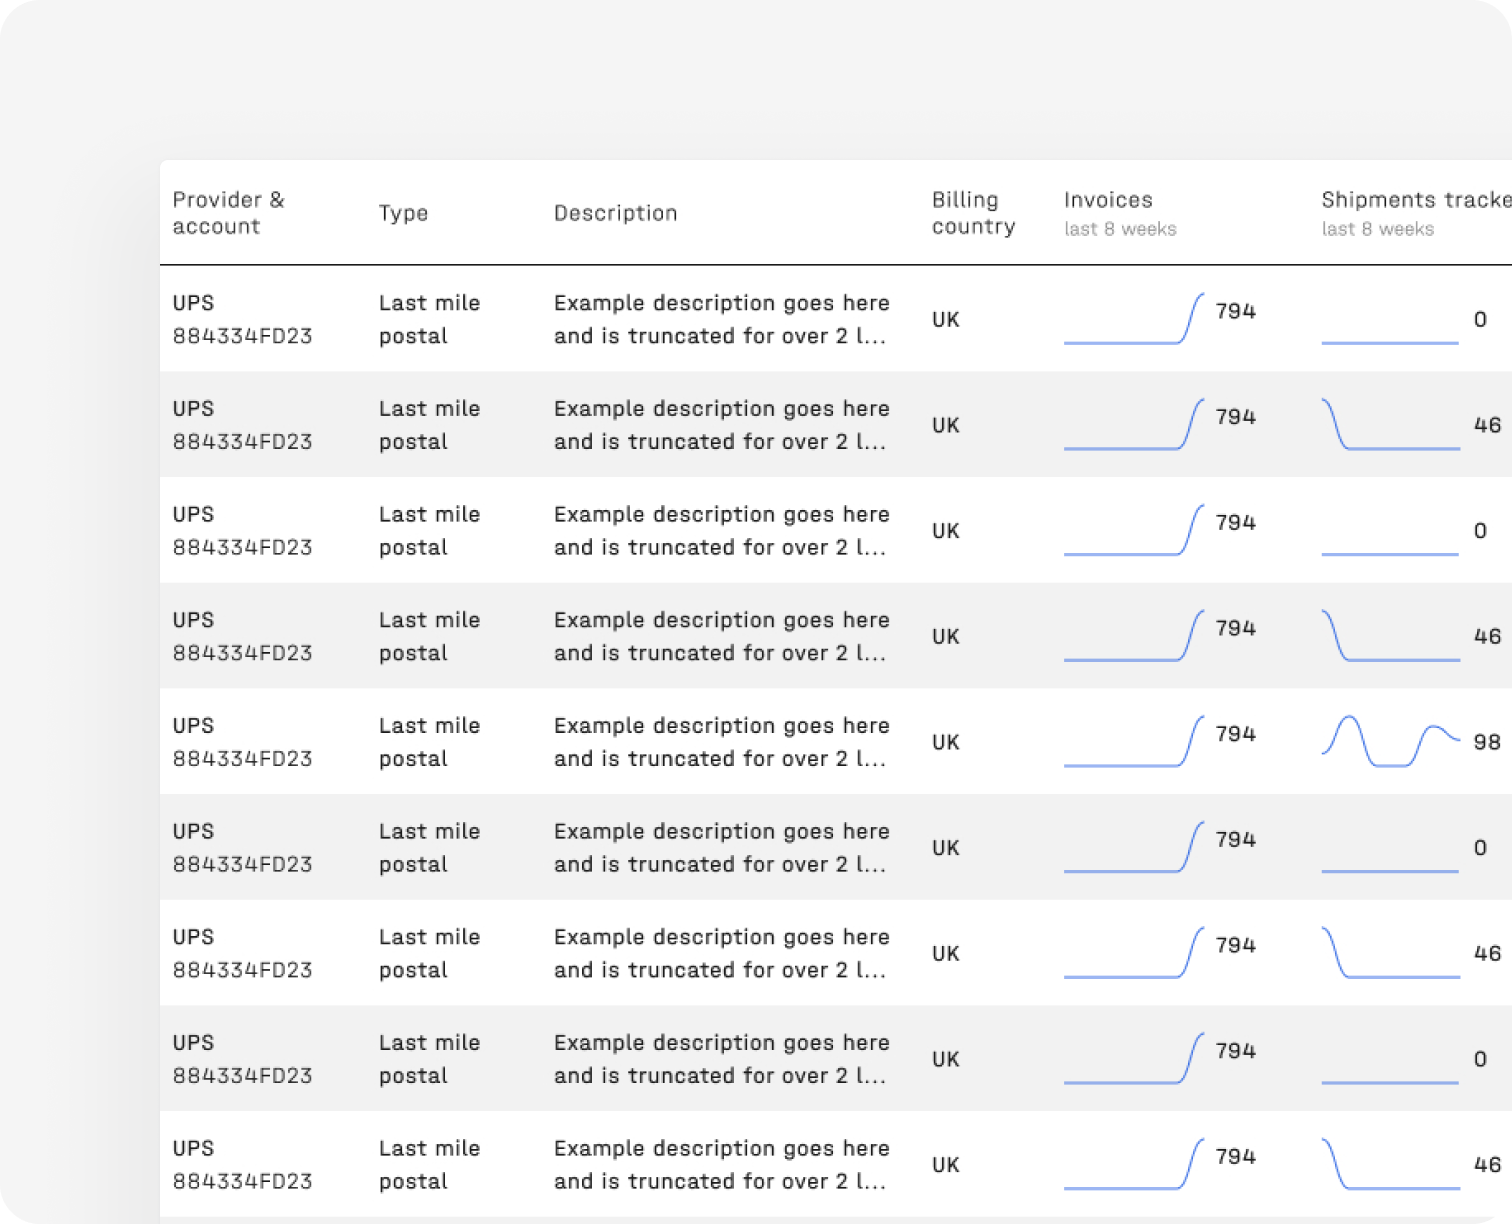 Provider &
account
Type
Description
Billing
country
Invoices
last 8 weeks
Shipments tracke
last 8 weeks
UPS
884334FD23
Last mile
postal
Example description goes here
and is truncated for over 2 l...
UK
794
0
UPS
884334FD23
Last mile
postal
Example description goes here
and is truncated for over 2 l...
UK
794
46
UPS
884334FD23
Last mile
postal
Example description goes here
and is truncated for over 2 l...
UK
794
0
UPS
884334FD23
Last mile
postal
Example description goes here
and is truncated for over 2 l...
UK
794
46
UPS
884334FD23
Last mile
postal
Example description goes here
and is truncated for over 2 l...
UK
794
98
UPS
884334FD23
Last mile
postal
Example description goes here
and is truncated for over 2 l...
UK
794
0
UPS
884334FD23
Last mile
postal
Example description goes here
and is truncated for over 2 l...
UK
794
46
UPS
884334FD23
Last mile
postal
Example description goes here
and is truncated for over 2 l...
UK
794
0
UPS
884334FD23
Last mile
postal
Example description goes here
and is truncated for over 2 l...
UK
794
46